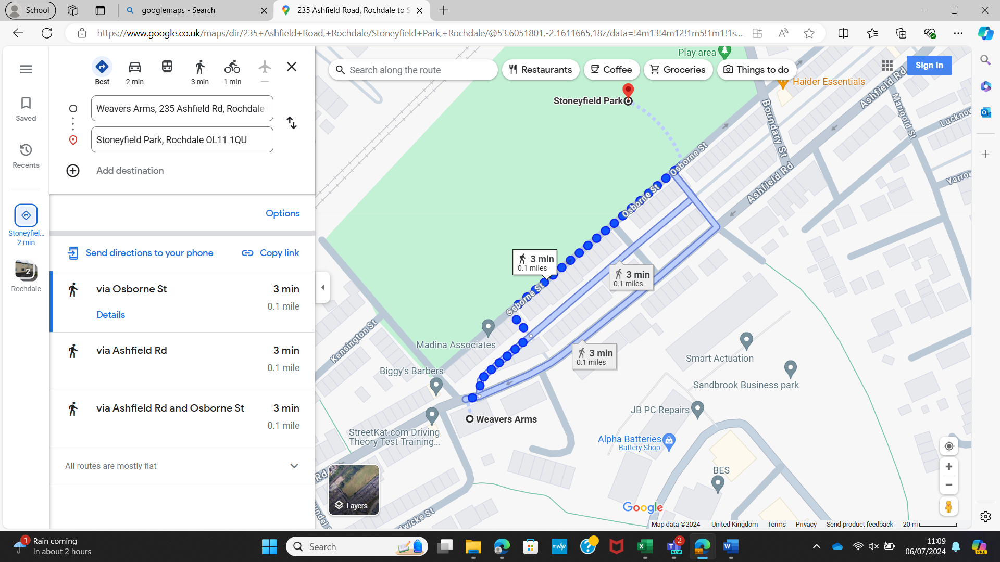 School
googlemaps - Search
235 Ashfield Road, Rochdale to S
https://www.google.co.uk/maps/dir/235+Ashfield+Road,+Rochdale/Stoneyfield+Park,+Rochdale/@53.6051801,-2.1611665,18z/data=!4m13!4m12!1m5!1m1!1s...
Saved
Recents
Stoneyfiel...
2 min
2
Rochdale
Best
2 min
3 min
1 min
—
Weavers Arms, 235 Ashfield Rd, Rochdale
Stoneyfield Park, Rochdale OL11 1QU
Add destination
Options
Send directions to your phone
Copy link
via Osborne St
3 min
0.1 mile
Details
via Ashfield Rd
3 min
0.1 mile
via Ashfield Rd and Osborne St
3 min
0.1 mile
All routes are mostly flat
Search along the route
Restaurants
Coffee
Groceries
Things to do
Sign in
Play area
Haider Essentials
Stoneyfield Park
Ashfield Rd
Boundary St
Marigold St
Lucknow
Yarrow
Osborne St
Ashfield Rd
Osborne St
3 min
0.1 miles
3 min
0.1 miles
Osborne St
Kensington St
Madina Associates
3 min
0.1 miles
Smart Actuation
Biggy's Barbers
Sandbrook Business park
JB PC Repairs
Weavers Arms
StreetKat.com Driving
Theory Test Training...
Alpha Batteries
Battery Shop
BES
Rd
Layers
Google
Map data ©2024
United Kingdom
Terms
Privacy
Send product feedback
20 m
1
Rain coming
In about 2 hours
Search
myhp
2
NEW
11:09
06/07/2024
PRE